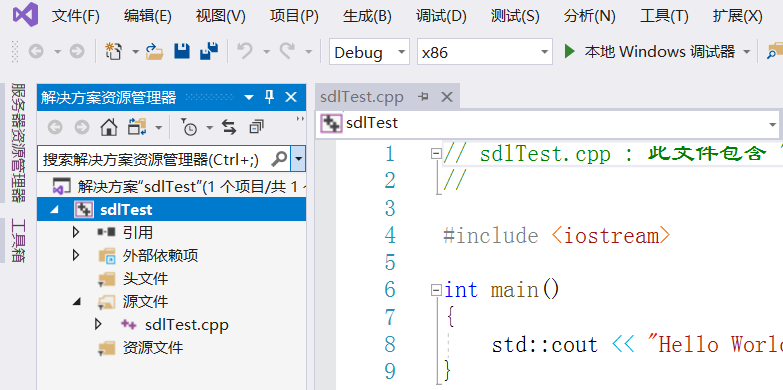 文件(F) 编辑(E) 视图(V) 项目(P) 生成(B) 调试(D) 测试(S) 分析(N) 工具(T) 扩展(X)
Debug x86 本地 Windows 调试器
服务器资源管理器
工具箱
解决方案资源管理器
搜索解决方案资源管理器(Ctrl+;)
解决方案"sdlTest"(1 个项目/共 1
sdlTest
引用
外部依赖项
头文件
源文件
sdlTest.cpp
资源文件
sdlTest.cpp
sdlTest
1 // sdlTest.cpp : 此文件包含 "
2 //
3
4 #include <iostream>
5
6 int main()
7 {
8 std::cout << "Hello Worl
9 }